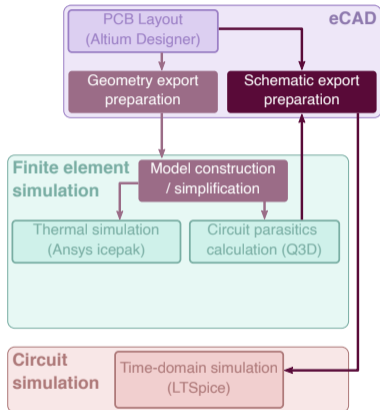 PCB Layout
(Altium Designer)
eCAD
Geometry export
preparation
Schematic export
preparation
Finite element
simulation
Model construction
/ simplification
Thermal simulation
(Ansys icepak)
Circuit parasitics
calculation (Q3D)
Circuit
simulation
Time-domain simulation
(LTSpice)